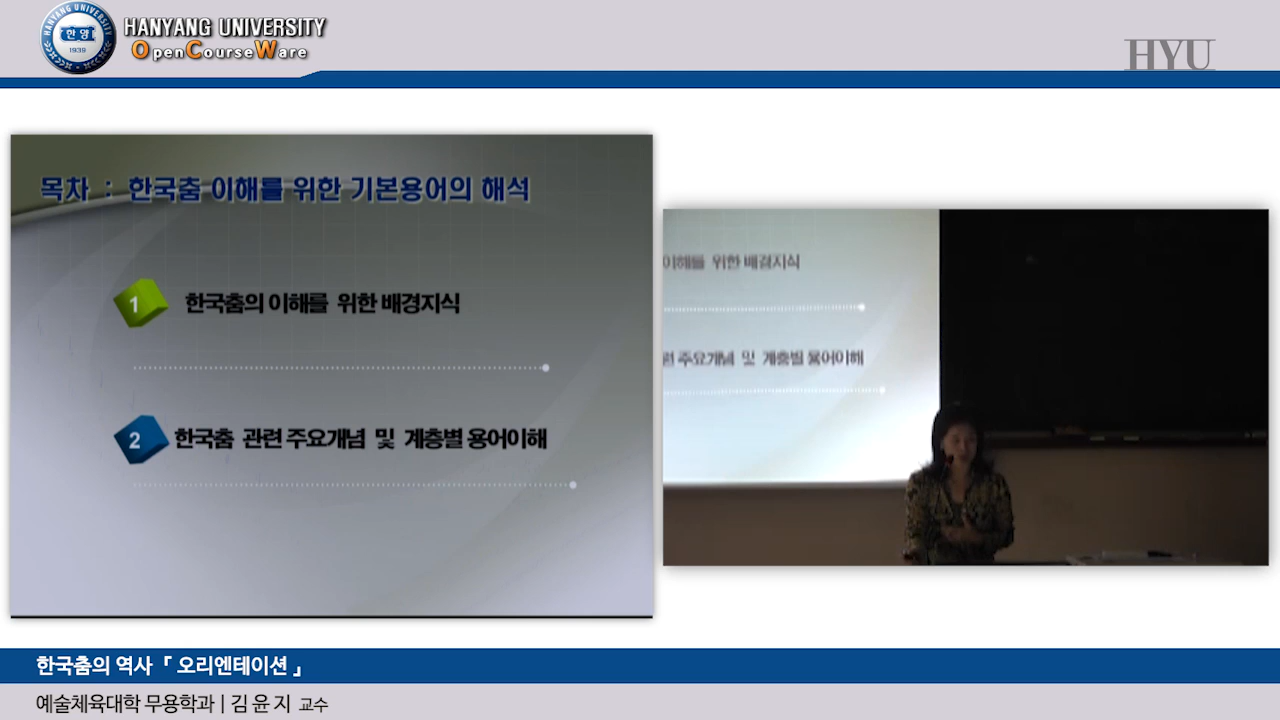 HANYANG UNIVERSITY
한양
1939
HANYANG UNIVERSITY
OpenCourseWare
HYU
목차 : 한국춤 이해를 위한 기본용어의 해석
1 한국춤의 이해를 위한 배경지식
2 한국춤 관련 주요개념 및 계층별 용어이해
이해를 위한 배경지식
련 주요개념 및 계층별 용어이해
한국춤의 역사 「 오리엔테이션 」
예술체육대학 무용학과 | 김 윤 지 교수